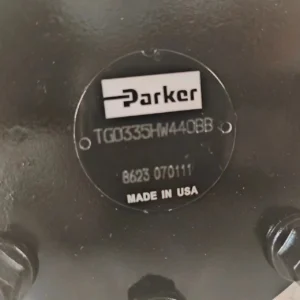 Parker
TG0335HW440BB
8623 070111
MADE IN USA